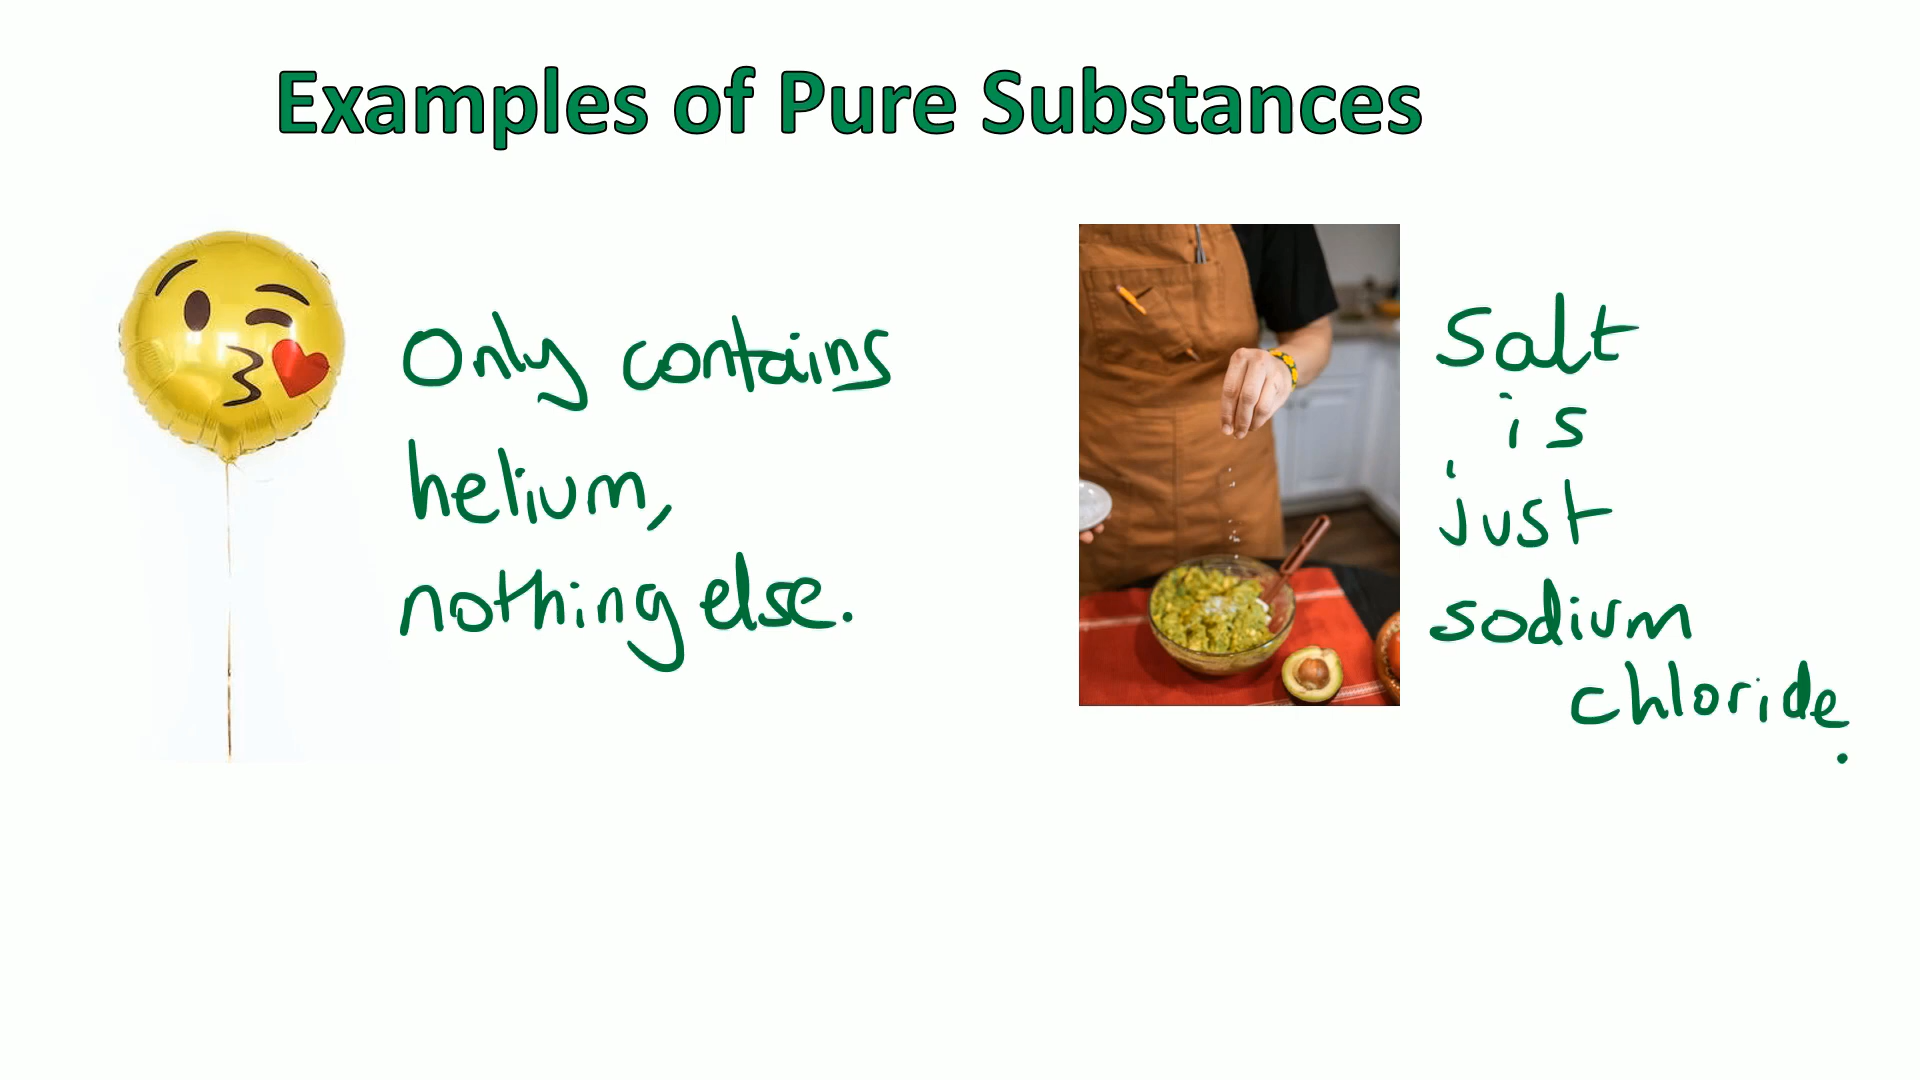 Examples of Pure Substances
Only contains
helium,
nothing else.
Salt
is
just
sodium
chloride.